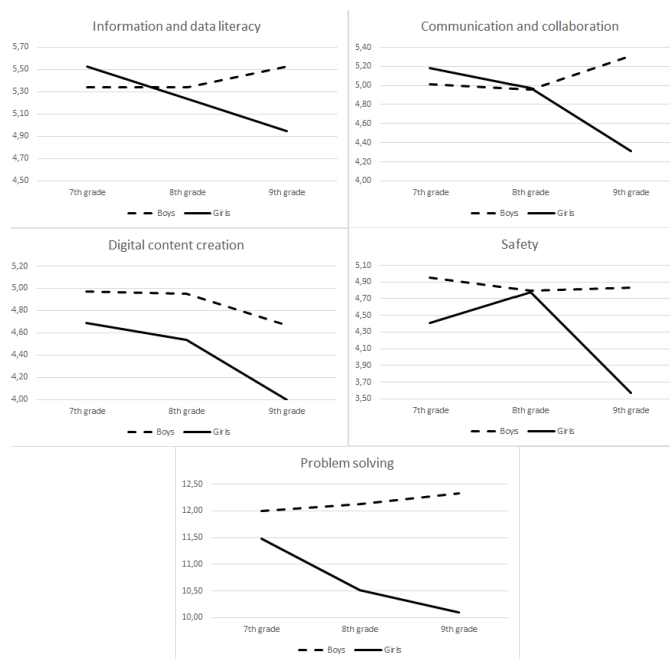 Information and data literacy
5,70
5,50
5,30
5,10
4,90
4,70
4,50
7th grade 8th grade 9th grade
Boys Girls
Communication and collaboration
5,40
5,20
5,00
4,80
4,60
4,40
4,20
4,00
7th grade 8th grade 9th grade
Boys Girls
Digital content creation
5,20
5,00
4,80
4,60
4,40
4,20
4,00
7th grade 8th grade 9th grade
Boys Girls
Safety
5,10
4,90
4,70
4,50
4,30
4,10
3,90
3,70
3,50
7th grade 8th grade 9th grade
Boys Girls
Problem solving
12,50
12,00
11,50
11,00
10,50
10,00
7th grade 8th grade 9th grade
Boys Girls